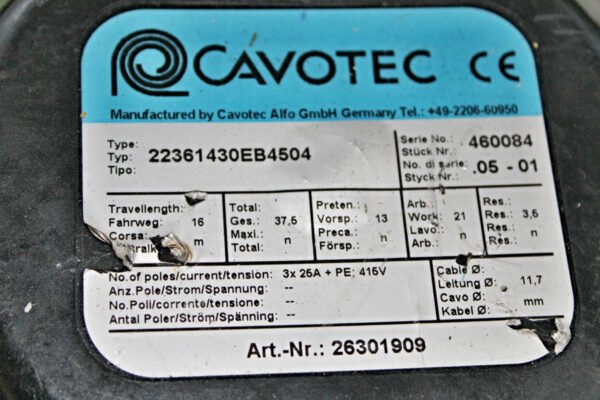 CAVOTEC CE
Manufactured by Cavotec Alfo GmbH Germany Tel.: +49-2206-60950
Type:
Typ: 22361430EB4504
Tipo:
Serie No.: 460084
Stück Nr.:
No. di serie: .05 - 01
Styck Nr.:
Travellength:
Fahrweg: 16
Corsa: m
Total:
Ges.: 37,5
Maxi.: n
Total:
Preten.:
Vorsp.: 13
Preca.: n
Försp.:
Arb.:
Work: 21
Lavo.: n
Arb.:
Res.:
Res.: 3,5
Res.: n
Res.:
No.of poles/current/tension: 3x 25A + PE; 415V
Anz.Pole/Strom/Spannung: --
No.Poli/corrente/tensione: --
Antal Poler/Ström/Spänning: --
Cable Ø:
Leitung Ø: 11,7
Cavo Ø: mm
Kabel Ø:
Art.-Nr.: 26301909